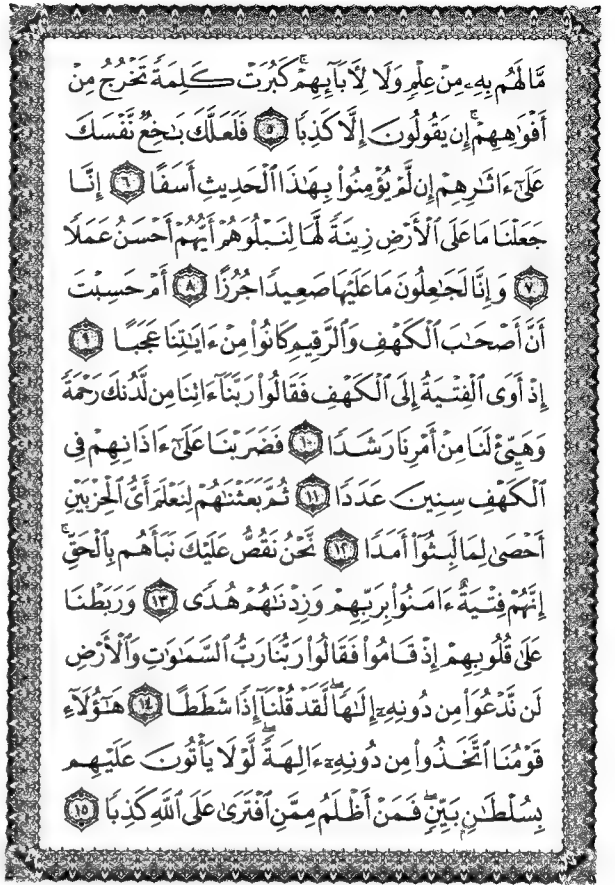 مَّا لَهُم بِهِۦ مِنْ عِلْمٍ وَلَا لِأَبَآئِهِمْ ۚ كَبُرَتْ كَلِمَةً تَخْرُجُ مِنْ
أَفْوَٰهِهِمْ ۚ إِن يَقُولُونَ إِلَّا كَذِبًا ٥ فَلَعَلَّكَ بَٰخِعٌ نَّفْسَكَ
عَلَىٰٓ ءَاثَٰرِهِمْ إِن لَّمْ يُؤْمِنُوا۟ بِهَٰذَا ٱلْحَدِيثِ أَسَفًا ٦ إِنَّا
جَعَلْنَا مَا عَلَى ٱلْأَرْضِ زِينَةً لَّهَا لِنَبْلُوَهُمْ أَيُّهُمْ أَحْسَنُ عَمَلًا
٧ وَإِنَّا لَجَٰعِلُونَ مَا عَلَيْهَا صَعِيدًا جُرُزًا ٨ أَمْ حَسِبْتَ
أَنَّ أَصْحَٰبَ ٱلْكَهْفِ وَٱلرَّقِيمِ كَانُوا۟ مِنْ ءَايَٰتِنَا عَجَبًا ٩
إِذْ أَوَى ٱلْفِتْيَةُ إِلَى ٱلْكَهْفِ فَقَالُوا۟ رَبَّنَآ ءَاتِنَا مِن لَّدُنكَ رَحْمَةً
وَهَيِّئْ لَنَا مِنْ أَمْرِنَا رَشَدًا ١٠ فَضَرَبْنَا عَلَىٰٓ ءَاذَانِهِمْ فِى
ٱلْكَهْفِ سِنِينَ عَدَدًا ١١ ثُمَّ بَعَثْنَٰهُمْ لِنَعْلَمَ أَىُّ ٱلْحِزْبَيْنِ
أَحْصَىٰ لِمَا لَبِثُوٓا۟ أَمَدًا ١٢ نَّحْنُ نَقُصُّ عَلَيْكَ نَبَأَهُم بِٱلْحَقِّ ۚ
إِنَّهُمْ فِتْيَةٌ ءَامَنُوا۟ بِرَبِّهِمْ وَزِدْنَٰهُمْ هُدًى ١٣ وَرَبَطْنَا
عَلَىٰ قُلُوبِهِمْ إِذْ قَامُوا۟ فَقَالُوا۟ رَبُّنَا رَبُّ ٱلسَّمَٰوَٰتِ وَٱلْأَرْضِ
لَن نَّدْعُوَا۟ مِن دُونِهِۦٓ إِلَٰهًا ۖ لَّقَدْ قُلْنَآ إِذًا شَطَطًا ١٤ هَٰٓؤُلَآءِ
قَوْمُنَا ٱتَّخَذُوا۟ مِن دُونِهِۦٓ ءَالِهَةً ۖ لَّوْلَا يَأْتُونَ عَلَيْهِم
بِسُلْطَٰنٍۭ بَيِّنٍ ۖ فَمَنْ أَظْلَمُ مِمَّنِ ٱفْتَرَىٰ عَلَى ٱللَّهِ كَذِبًا ١٥